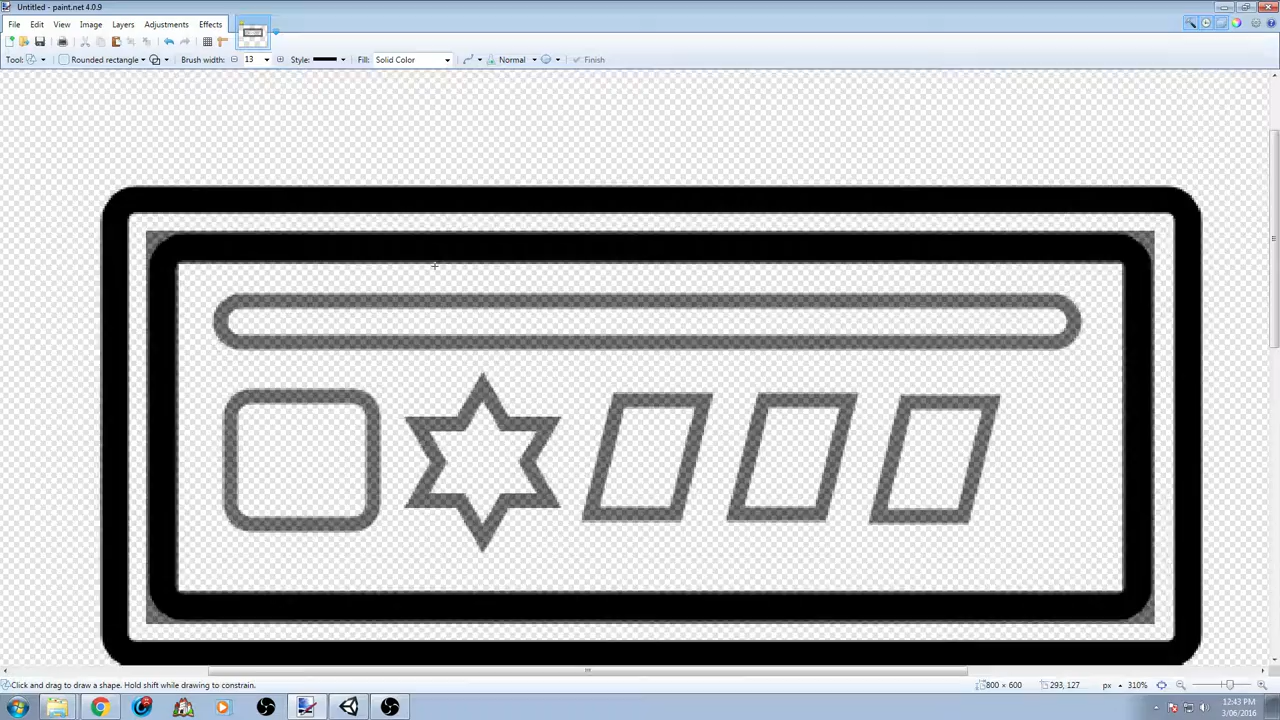 Untitled - paint.net 4.0.9
File Edit View Image Layers Adjustments Effects
Tool: Rounded rectangle Brush width: 13 Style: Fill: Solid Color Normal Finish
Click and drag to draw a shape. Hold shift while drawing to constrain. 800 × 600 293, 127 px 310%
12:43 PM
3/06/2016